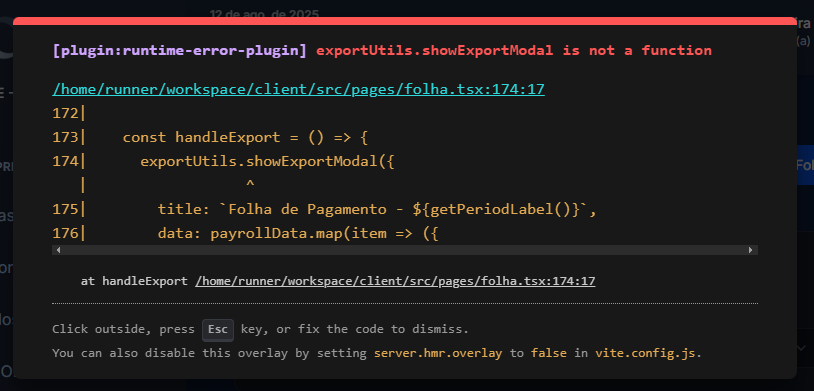 12 de ago. de 2025
[plugin:runtime-error-plugin] exportUtils.showExportModal is not a function
/home/runner/workspace/client/src/pages/folha.tsx:174:17
172|
173|    const handleExport = () => {
174|      exportUtils.showExportModal({
   |                  ^
175|        title: `Folha de Pagamento - ${getPeriodLabel()}`,
176|        data: payrollData.map(item => ({
at handleExport /home/runner/workspace/client/src/pages/folha.tsx:174:17
Click outside, press Esc key, or fix the code to dismiss.
You can also disable this overlay by setting server.hmr.overlay to false in vite.config.js.